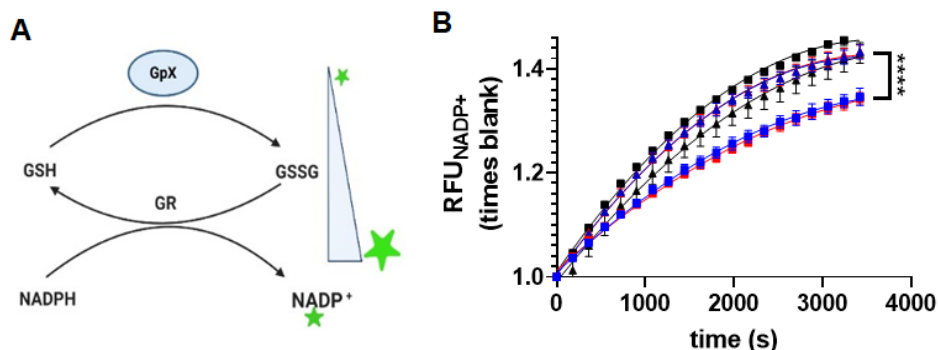 A
GpX
GSH
GSSG
GR
NADPH
NADP⁺
B
RFU_NADP+
(times blank)
1.4
1.2
1.0
0
1000
2000
3000
4000
time (s)
****